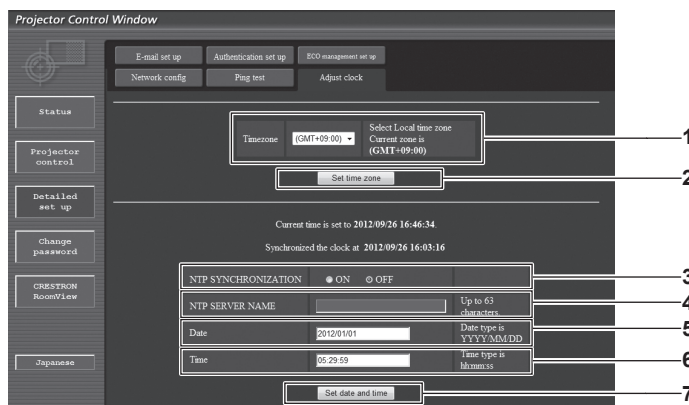 Projector Control Window
E-mail set up
Authentication set up
ECO management set up
Network config
Ping test
Adjust clock
Status
Projector
control
Detailed
set up
Change
password
CRESTRON
RoomView
Japanese
Timezone
(GMT+09:00)
Select Local time zone
Current zone is
(GMT+09:00)
1
Set time zone
2
Current time is set to 2012/09/26 16:46:34.
Synchronized the clock at 2012/09/26 16:03:16
NTP SYNCHRONIZATION
ON
OFF
3
NTP SERVER NAME
Up to 63
characters.
4
Date
2012/01/01
Date type is
YYYY/MM/DD
5
Time
05:29:59
Time type is
hh:mm:ss
6
Set date and time
7